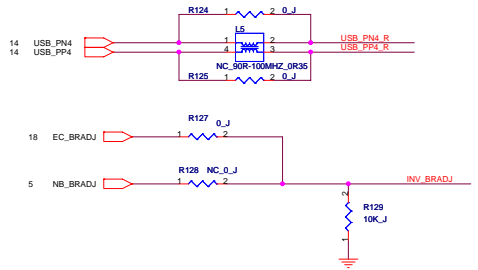 R124 1 2 0_J
L5
14 USB_PN4 1 2 USB_PN4_R
14 USB_PP4 4 3 USB_PP4_R
NC_90R-100MHZ_0R35
R125 1 2 0_J
R127
0_J
18 EC_BRADJ 1 2
R128 NC_0_J
5 NB_BRADJ 1 2 INV_BRADJ
2
R129
10K_J
1